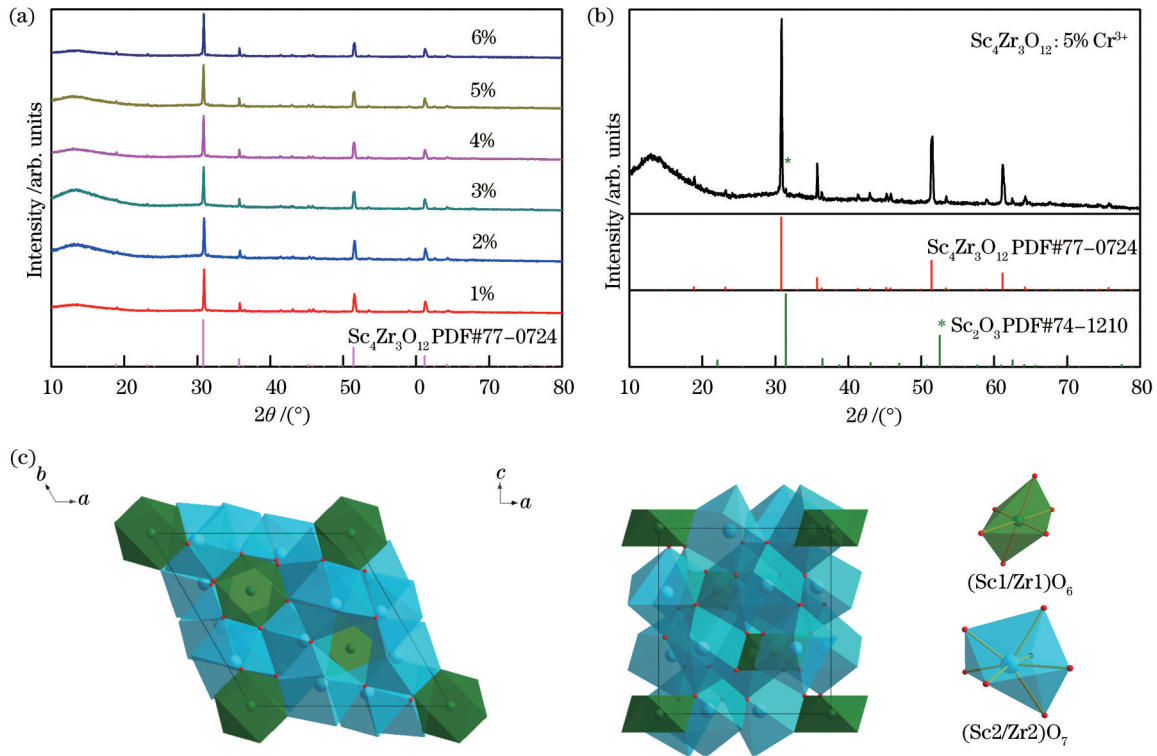 (a)
6%
5%
4%
3%
2%
1%
Sc₄Zr₃O₁₂ PDF#77-0724
Intensity /arb. units
10 20 30 40 50 0 70 80
2θ /(°)
(b)
Sc₄Zr₃O₁₂: 5% Cr³⁺
*
Sc₄Zr₃O₁₂ PDF#77-0724
* Sc₂O₃ PDF#74-1210
Intensity /arb. units
10 20 30 40 50 60 70 80
2θ /(°)
(c)
b
a
c
a
(Sc1/Zr1)O₆
(Sc2/Zr2)O₇